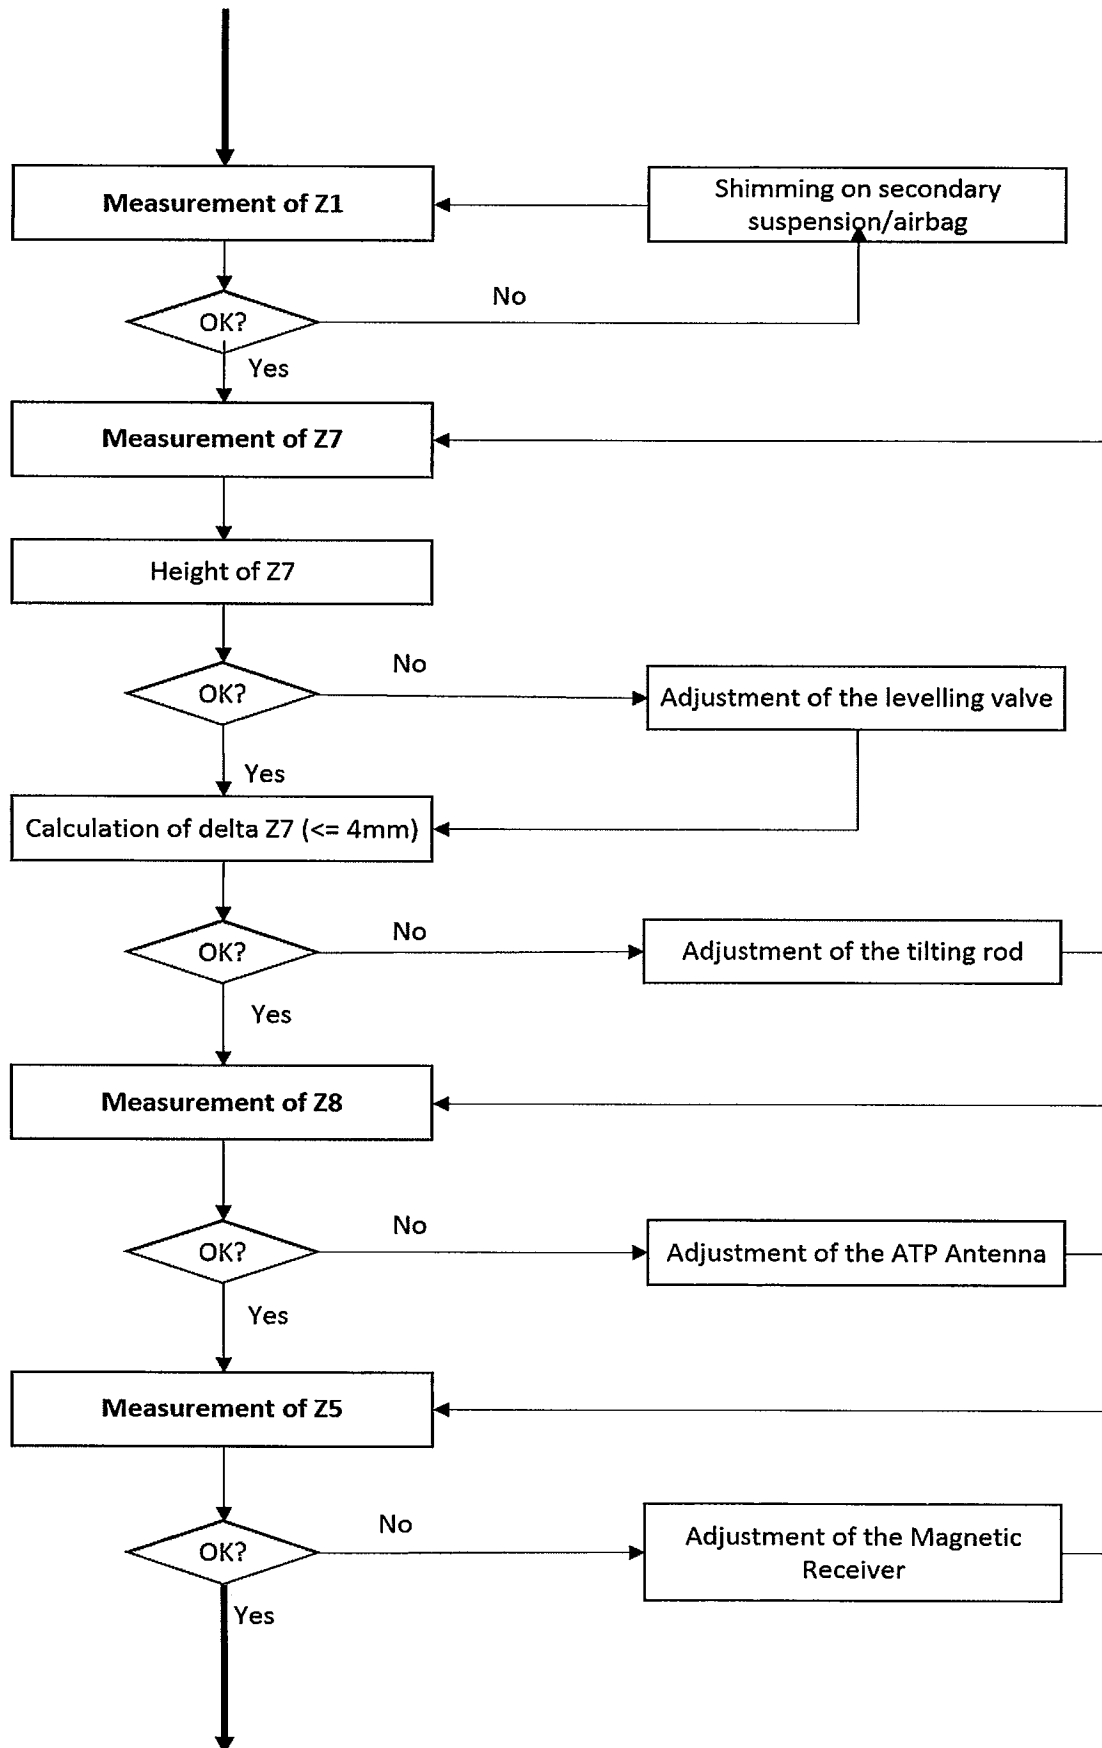 Measurement of Z1
Shimming on secondary
suspension/airbag
No
OK?
Yes
Measurement of Z7
Height of Z7
No
OK?
Adjustment of the levelling valve
Yes
Calculation of delta Z7 (<= 4mm)
No
OK?
Adjustment of the tilting rod
Yes
Measurement of Z8
No
OK?
Adjustment of the ATP Antenna
Yes
Measurement of Z5
No
OK?
Adjustment of the Magnetic
Receiver
Yes